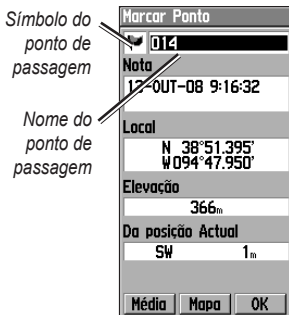 Símbolo do
ponto de
passagem
Nome do
ponto de
passagem
Marcar Ponto
014
Nota
13-OUT-08 9:16:32
Local
N 38°51.395'
W094°47.950'
Elevação
366m
Da posição Actual
SW 1m
Média Mapa OK